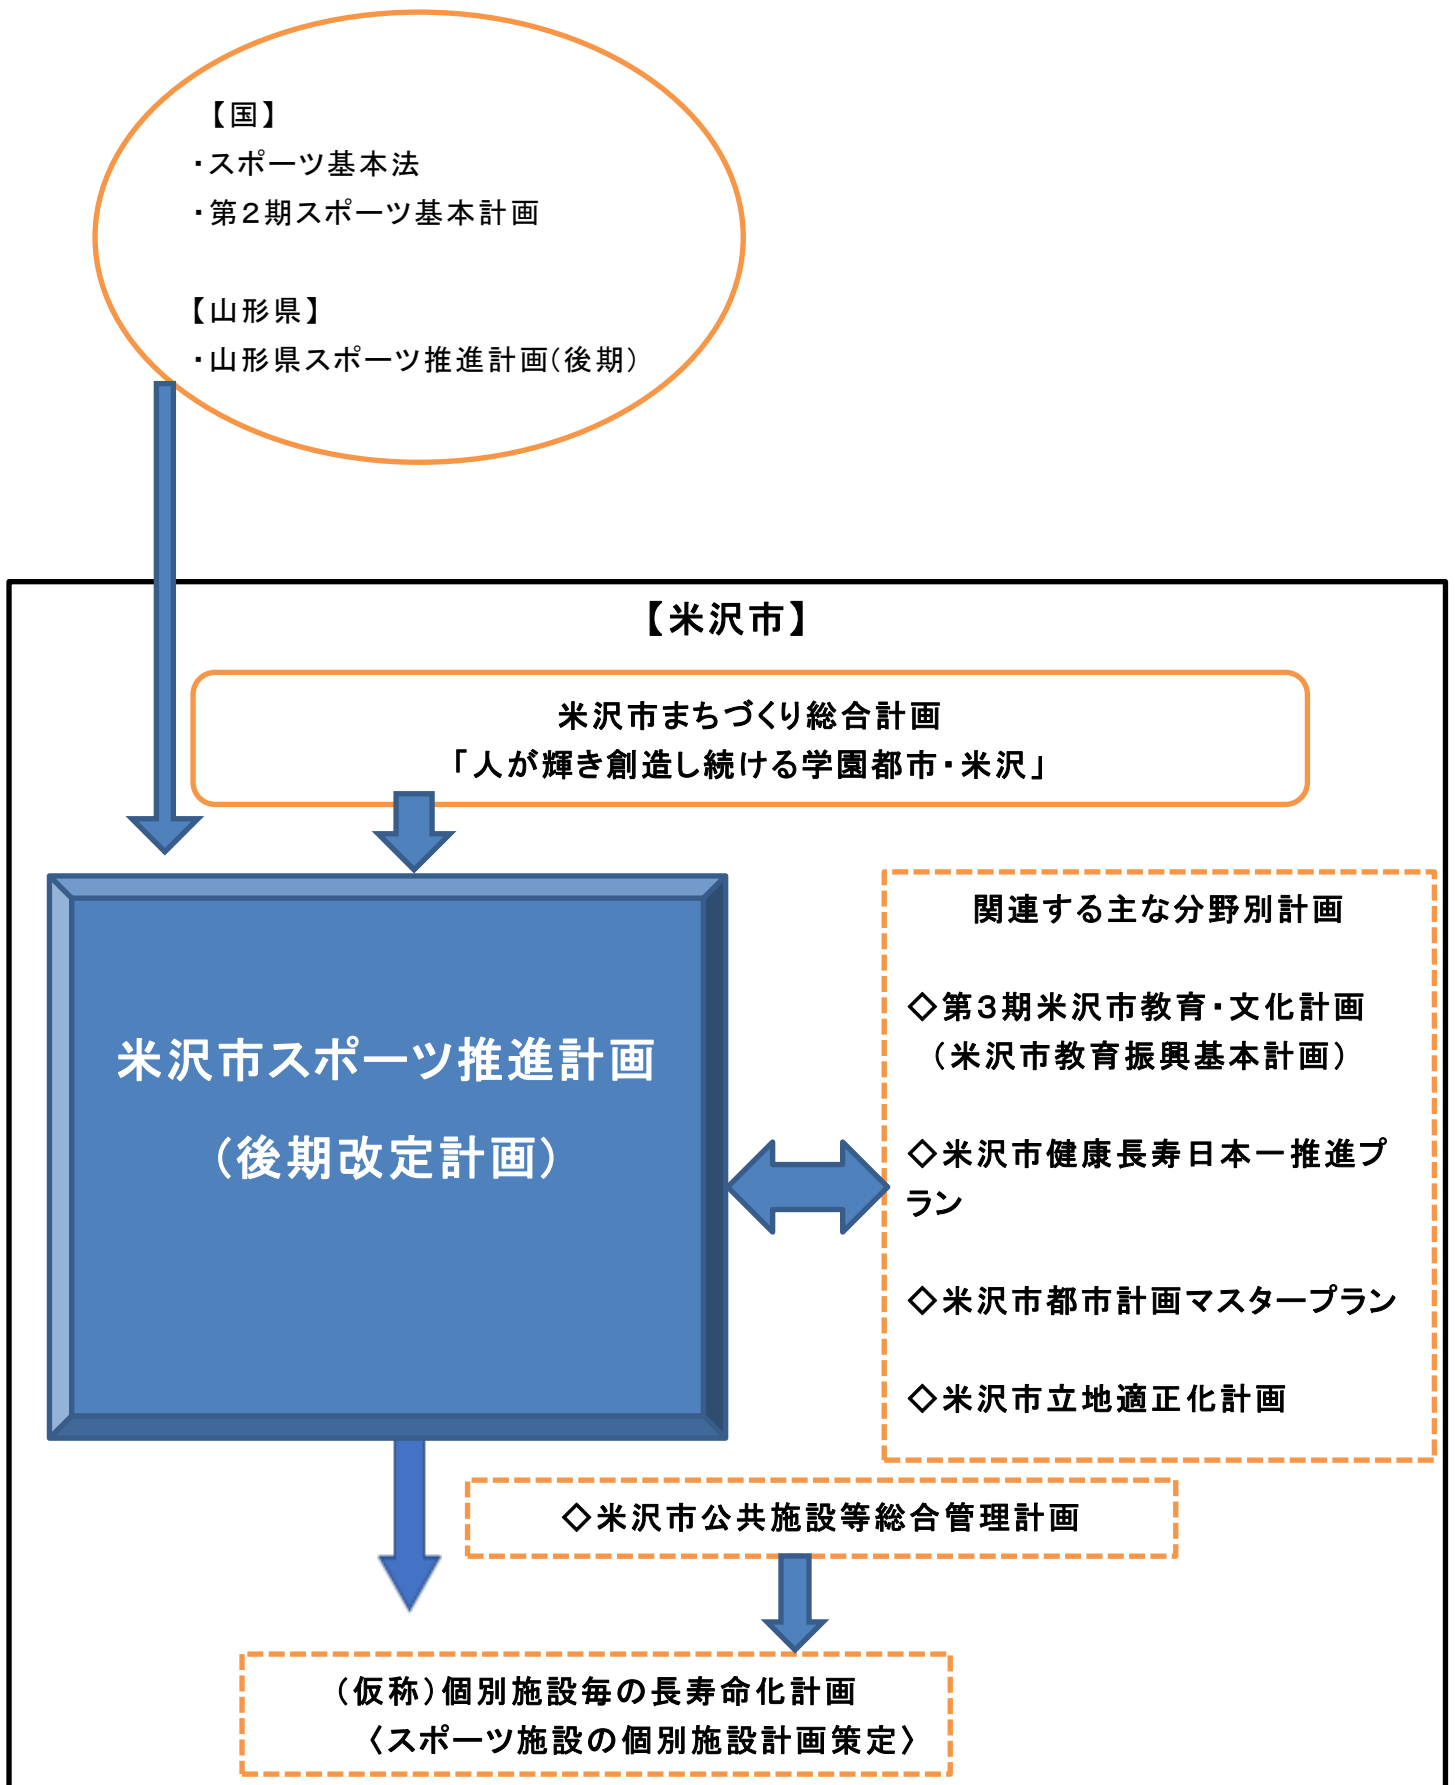 【国】
・スポーツ基本法
・第２期スポーツ基本計画
【山形県】
・山形県スポーツ推進計画（後期）
【米沢市】
米沢市まちづくり総合計画
「人が輝き創造し続ける学園都市・米沢」
米沢市スポーツ推進計画
（後期改定計画）
関連する主な分野別計画
◇第３期米沢市教育・文化計画
（米沢市教育振興基本計画）
◇米沢市健康長寿日本一推進プ
ラン
◇米沢市都市計画マスタープラン
◇米沢市立地適正化計画
◇米沢市公共施設等総合管理計画
（仮称）個別施設毎の長寿命化計画
〈スポーツ施設の個別施設計画策定〉